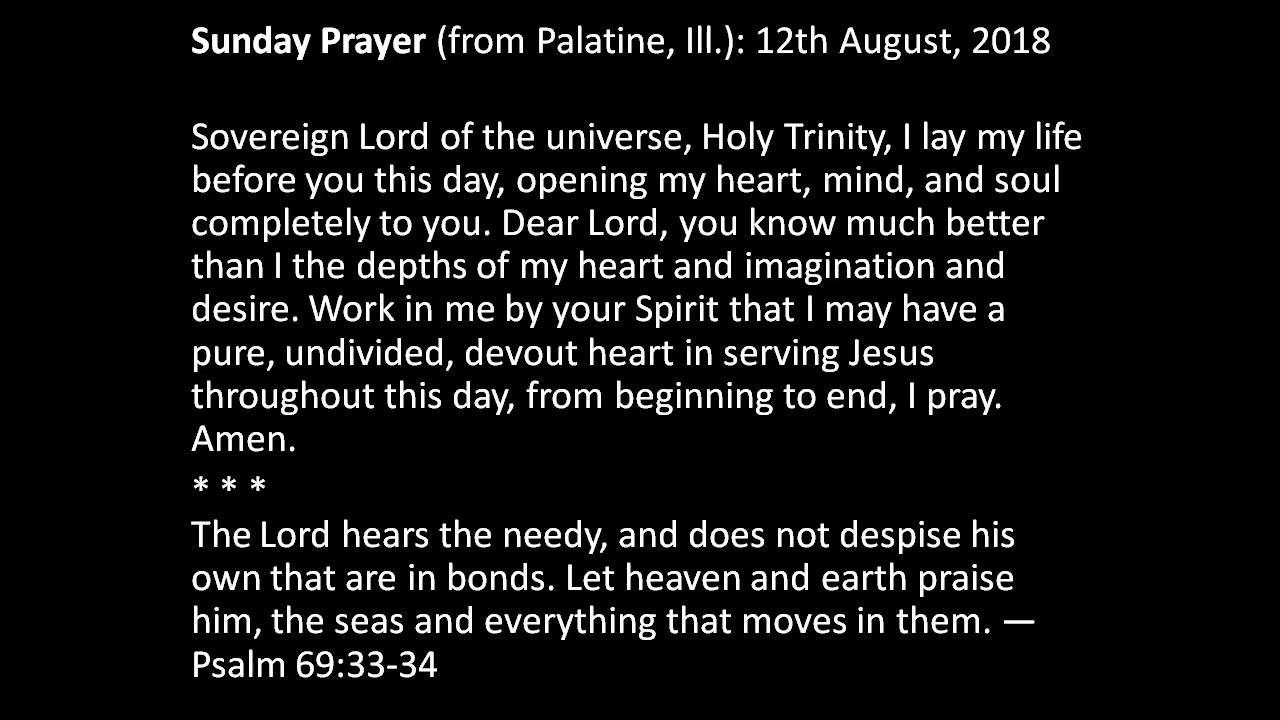 Sunday Prayer (from Palatine, Ill.): 12th August, 2018
Sovereign Lord of the universe, Holy Trinity, I lay my life
before you this day, opening my heart, mind, and soul
completely to you. Dear Lord, you know much better
than I the depths of my heart and imagination and
desire. Work in me by your Spirit that I may have a
pure, undivided, devout heart in serving Jesus
throughout this day, from beginning to end, I pray.
Amen.
* * *
The Lord hears the needy, and does not despise his
own that are in bonds. Let heaven and earth praise
him, the seas and everything that moves in them. —
Psalm 69:33-34